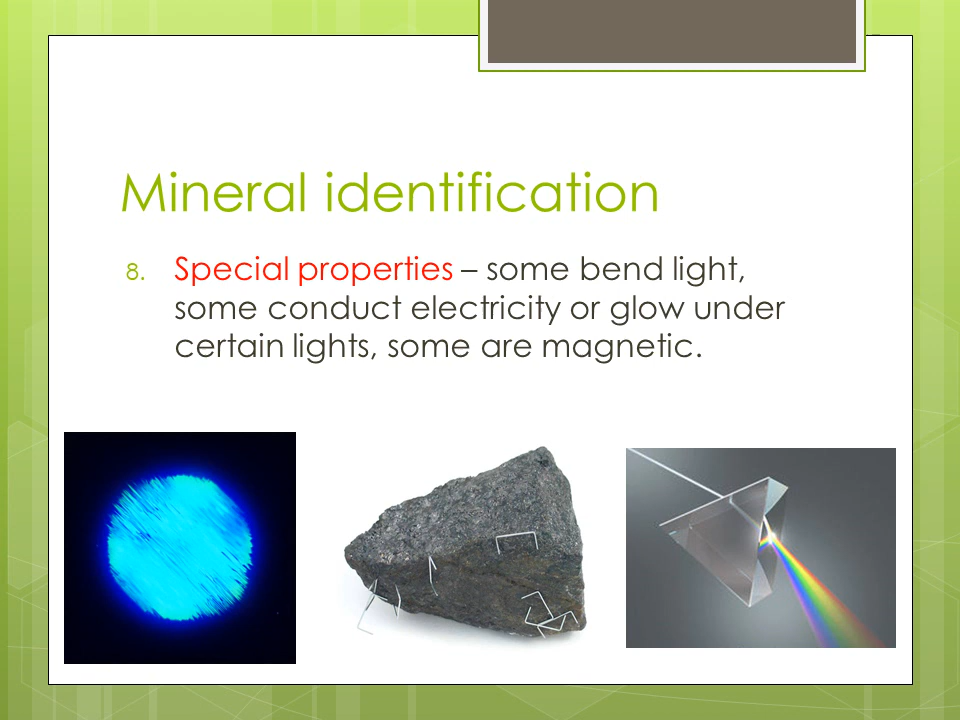 Mineral identification
8. Special properties – some bend light,
some conduct electricity or glow under
certain lights, some are magnetic.